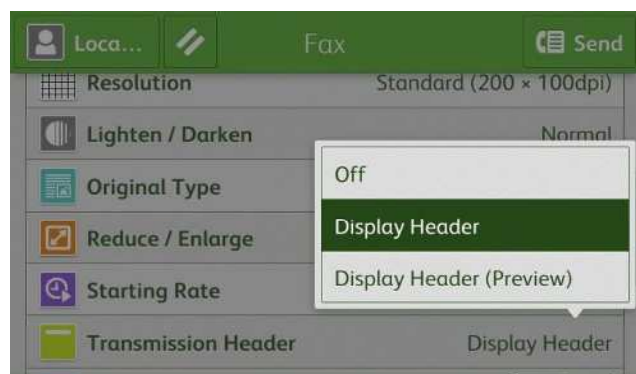 Loca... Fax Send
Resolution Standard (200 × 100dpi)
Lighten / Darken Normal
Original Type
Off
Display Header
Reduce / Enlarge
Display Header (Preview)
Starting Rate
Transmission Header Display Header